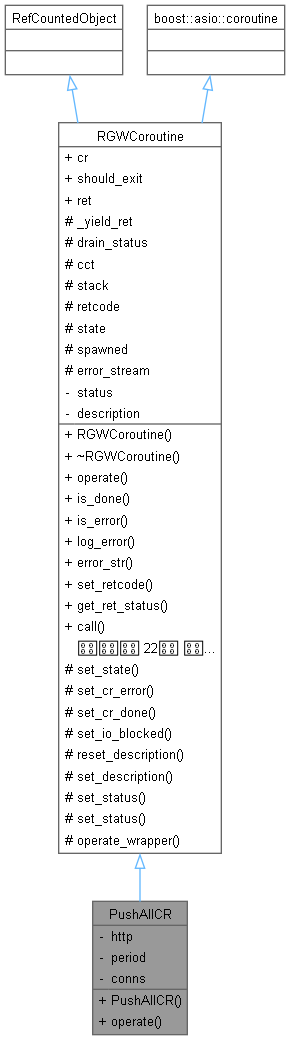 RefCountedObject
boost::asio::coroutine
RGWCoroutine
+ cr
+ should_exit
+ ret
# _yield_ret
# drain_status
# cct
# stack
# retcode
# state
# spawned
# error_stream
- status
- description
+ RGWCoroutine()
+ ~RGWCoroutine()
+ operate()
+ is_done()
+ is_error()
+ log_error()
+ error_str()
+ set_retcode()
+ get_ret_status()
+ call()
22 ...
# set_state()
# set_cr_error()
# set_cr_done()
# set_io_blocked()
# reset_description()
# set_description()
# set_status()
# set_status()
# operate_wrapper()
PushAllCR
- http
- period
- conns
+ PushAllCR()
+ operate()